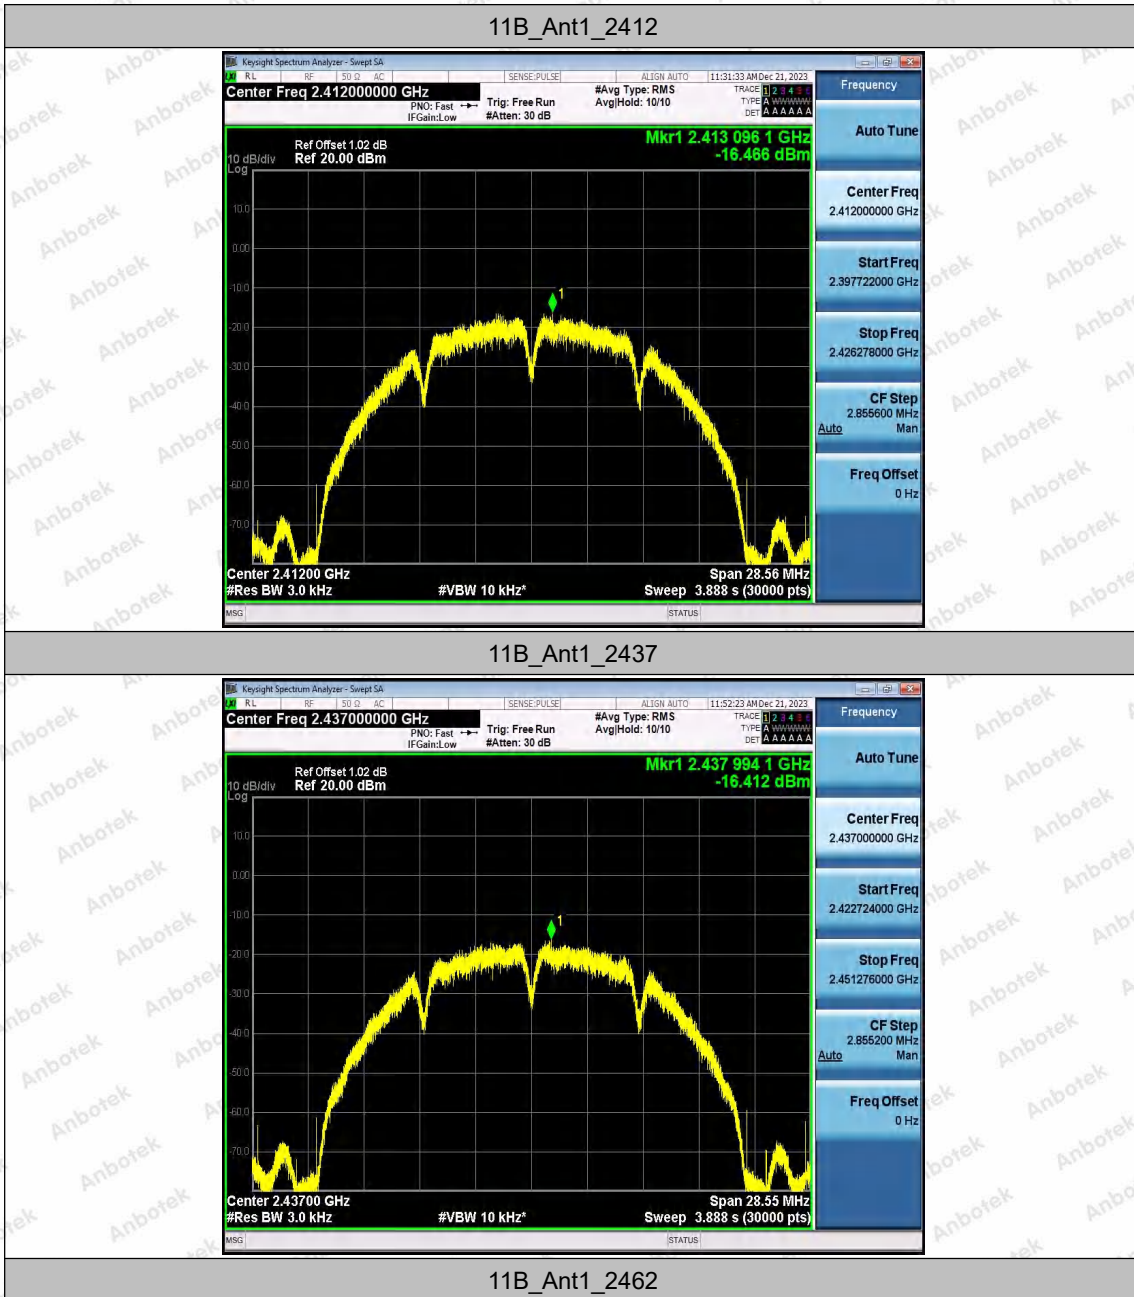 11B_Ant1_2412
Keysight Spectrum Analyzer - Swept SA
RL RF 50 Ω AC SENSE:PULSE ALIGN AUTO 11:31:33 AM Dec 21, 2023
Center Freq 2.412000000 GHz #Avg Type: RMS TRACE 1 2 3 4 5 6
PNO: Fast Trig: Free Run Avg|Hold: 10/10 TYPE A WWWWW
IFGain:Low #Atten: 30 dB DET A A A A A A
Frequency
Mkr1 2.413 096 1 GHz
-16.466 dBm
Ref Offset 1.02 dB
10 dB/div Ref 20.00 dBm
Log
10.0
0.00
-10.0
-20.0
-30.0
-40.0
-50.0
-60.0
-70.0
1
Center 2.41200 GHz Span 28.56 MHz
#Res BW 3.0 kHz #VBW 10 kHz* Sweep 3.888 s (30000 pts)
MSG STATUS
Auto Tune
Center Freq
2.412000000 GHz
Start Freq
2.397722000 GHz
Stop Freq
2.426278000 GHz
CF Step
2.855600 MHz
Auto Man
Freq Offset
0 Hz
11B_Ant1_2437
Keysight Spectrum Analyzer - Swept SA
RL RF 50 Ω AC SENSE:PULSE ALIGN AUTO 11:52:23 AM Dec 21, 2023
Center Freq 2.437000000 GHz #Avg Type: RMS TRACE 1 2 3 4 5 6
PNO: Fast Trig: Free Run Avg|Hold: 10/10 TYPE A WWWWW
IFGain:Low #Atten: 30 dB DET A A A A A A
Frequency
Mkr1 2.437 994 1 GHz
-16.412 dBm
Ref Offset 1.02 dB
10 dB/div Ref 20.00 dBm
Log
10.0
0.00
-10.0
-20.0
-30.0
-40.0
-50.0
-60.0
-70.0
1
Center 2.43700 GHz Span 28.55 MHz
#Res BW 3.0 kHz #VBW 10 kHz* Sweep 3.888 s (30000 pts)
MSG STATUS
Auto Tune
Center Freq
2.437000000 GHz
Start Freq
2.422724000 GHz
Stop Freq
2.451276000 GHz
CF Step
2.855200 MHz
Auto Man
Freq Offset
0 Hz
11B_Ant1_2462